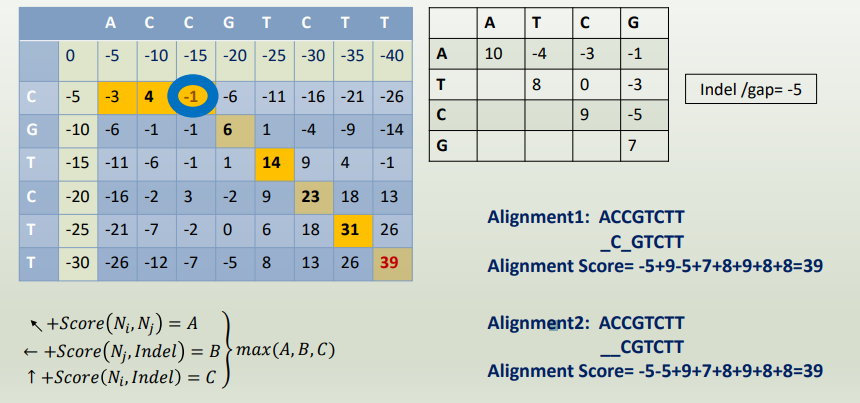 A C C G T C T T
0 -5 -10 -15 -20 -25 -30 -35 -40
C -5 -3 4 -1 -6 -11 -16 -21 -26
G -10 -6 -1 -1 6 1 -4 -9 -14
T -15 -11 -6 -1 1 14 9 4 -1
C -20 -16 -2 3 -2 9 23 18 13
T -25 -21 -7 -2 0 6 18 31 26
T -30 -26 -12 -7 -5 8 13 26 39
A T C G
A 10 -4 -3 -1
T 8 0 -3
C 9 -5
G 7
Indel /gap= -5
↖ +Score(N_i, N_j) = A
← +Score(N_j, Indel) = B
↑ +Score(N_i, Indel) = C
} max(A, B, C)
Alignment1: ACCGTCTT
_C_GTCTT
Alignment Score= -5+9-5+7+8+9+8+8=39
Alignment2: ACCGTCTT
__CGTCTT
Alignment Score= -5-5+9+7+8+9+8+8=39